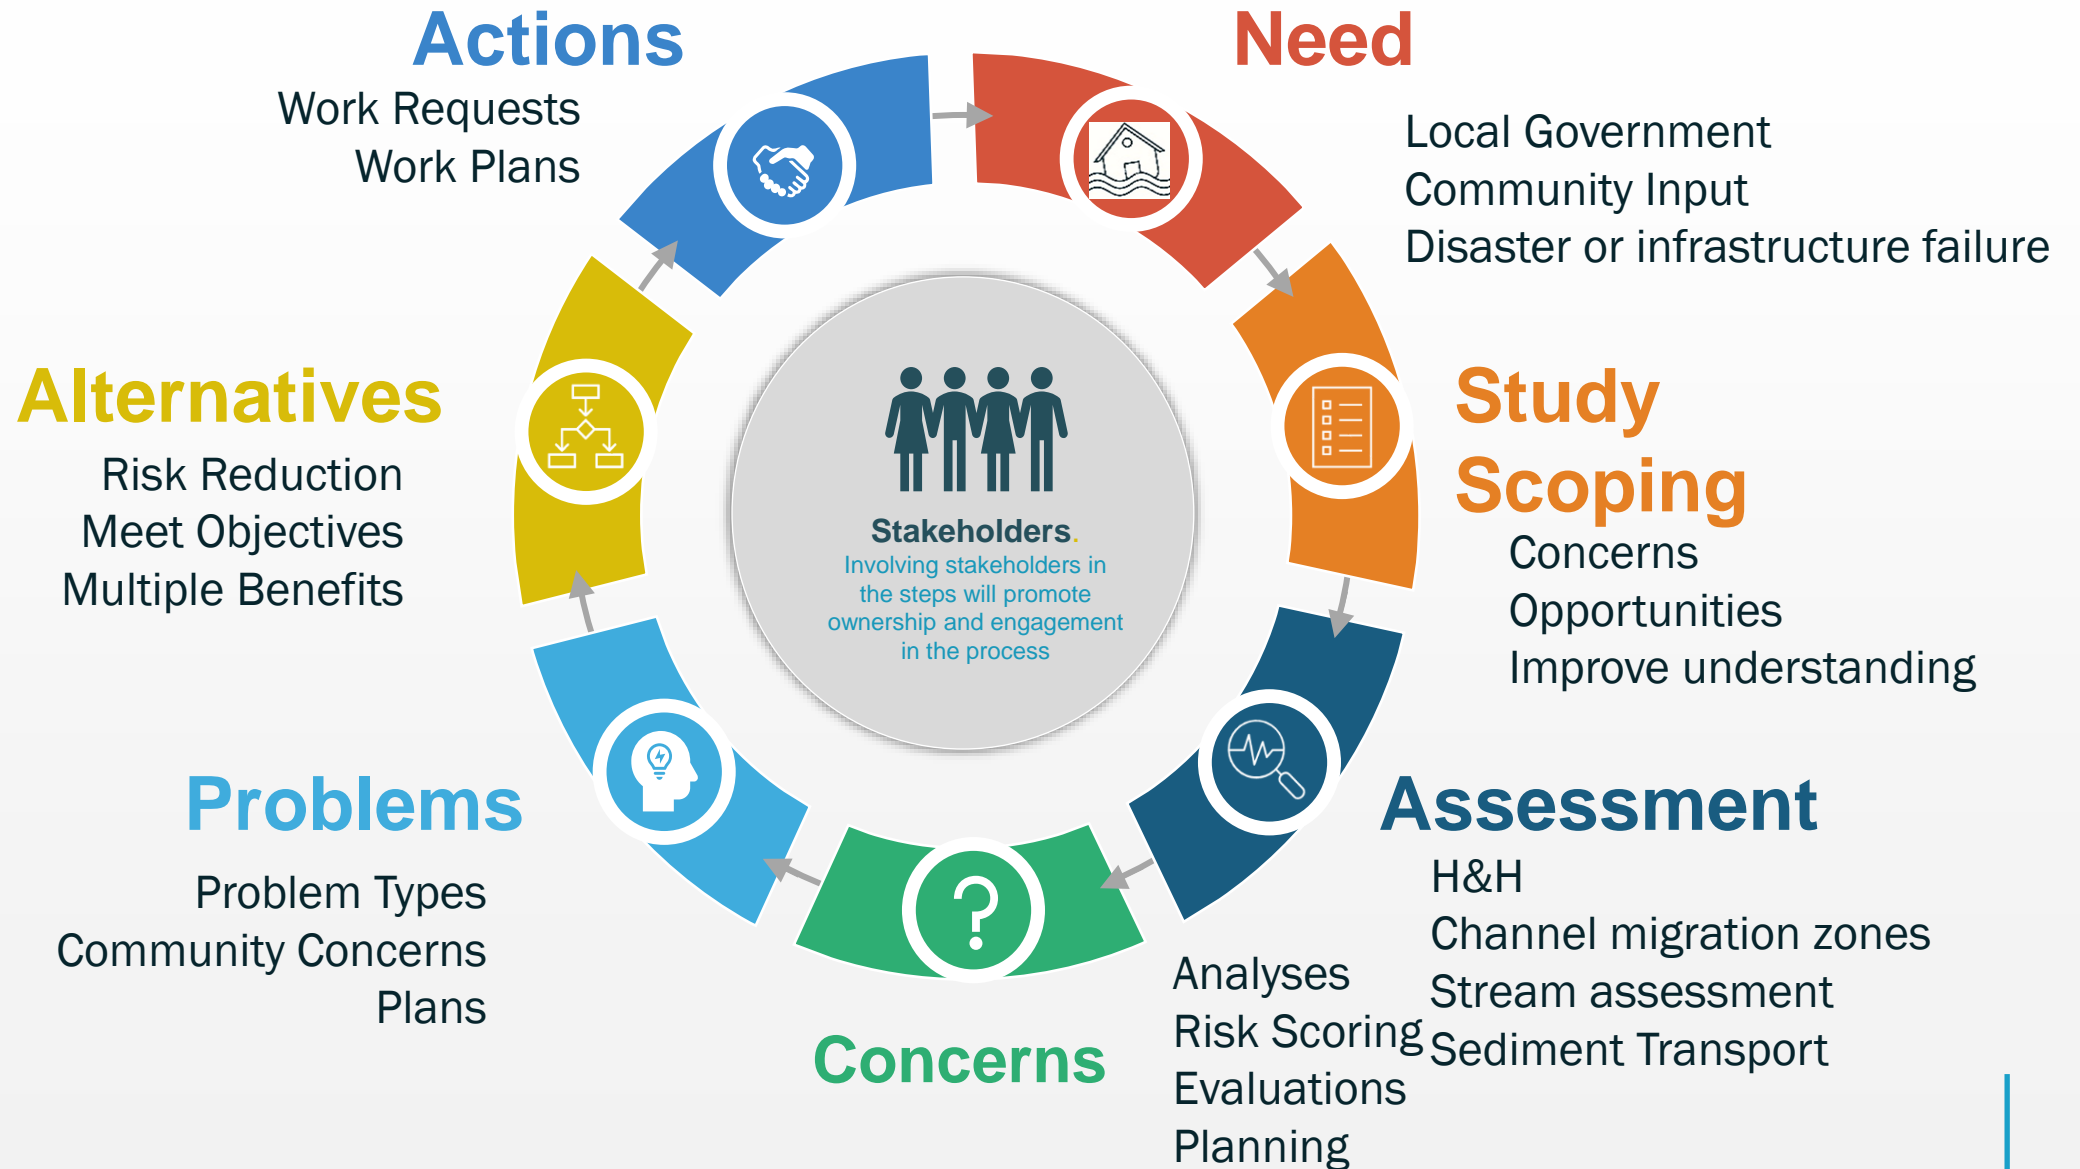 Actions
Work Requests
Work Plans
Need
Local Government
Community Input
Disaster or infrastructure failure
Study
Scoping
Concerns
Opportunities
Improve understanding
Assessment
H&H
Channel migration zones
Stream assessment
Sediment Transport
Concerns
Analyses
Risk Scoring
Evaluations
Planning
Problems
Problem Types
Community Concerns
Plans
Alternatives
Risk Reduction
Meet Objectives
Multiple Benefits
Stakeholders.
Involving stakeholders in
the steps will promote
ownership and engagement
in the process